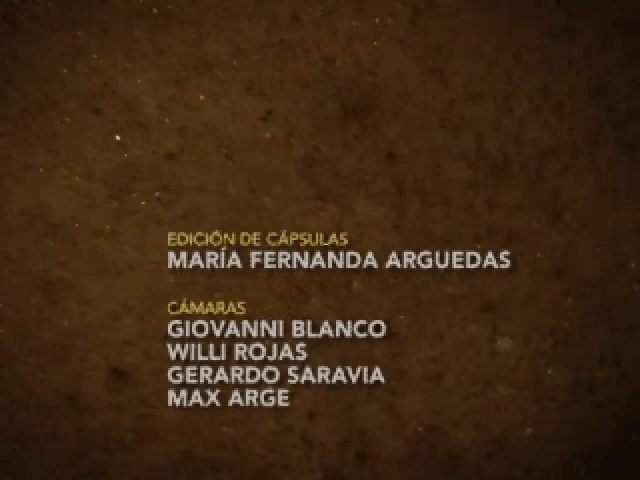 EDICIÓN DE CÁPSULAS
MARÍA FERNANDA ARGUEDAS
CÁMARAS
GIOVANNI BLANCO
WILLI ROJAS
GERARDO SARAVIA
MAX ARGE